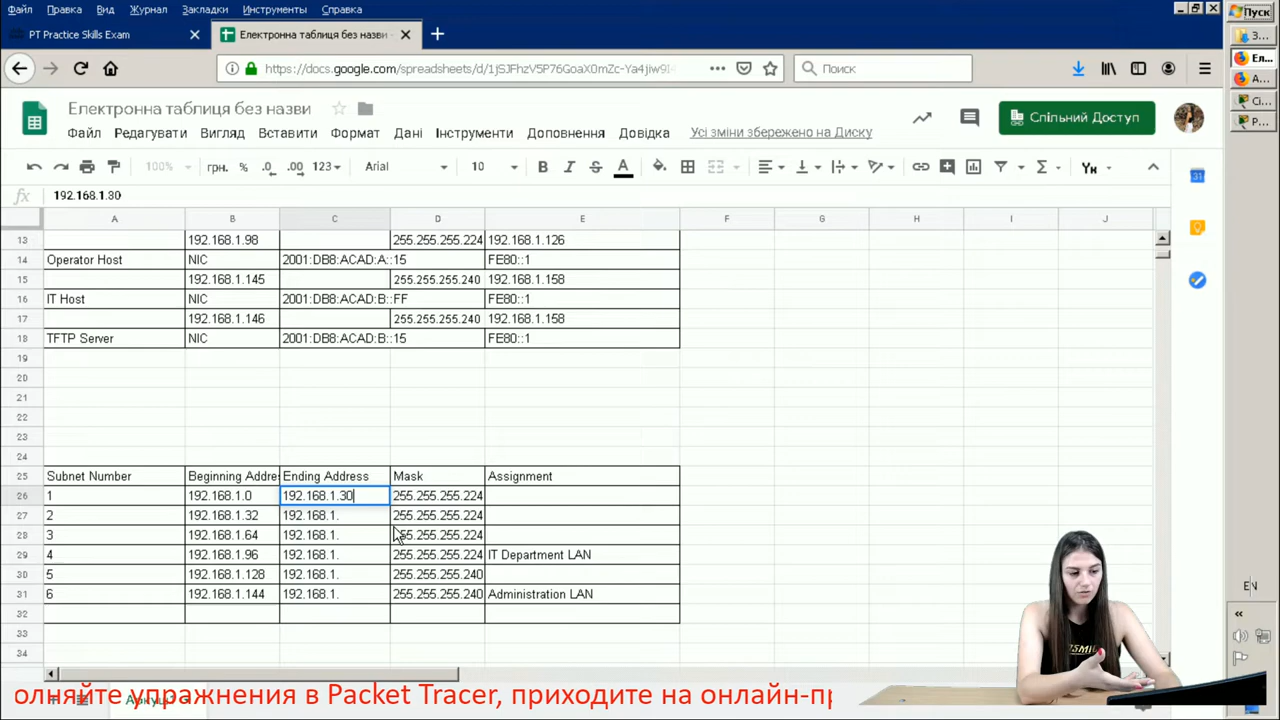 Файл Правка Вид Журнал Закладки Инструменты Справка
PT Practice Skills Exam
Електронна таблиця без назви -
https://docs.google.com/spreadsheets/d/
Поиск
Електронна таблиця без назви
Файл Редагувати Вигляд Вставити Формат Дані Інструменти Доповнення Довідка Усі зміни збережено на Диску
Спільний Доступ
100% грн. % .0 .00 123 Arial 10 B I S A Σ Yн
fx 192.168.1.30
A B C D E F G H I J
13 192.168.1.98 255.255.255.224 192.168.1.126
14 Operator Host NIC 2001:DB8:ACAD:A::15 FE80::1
15 192.168.1.145 255.255.255.240 192.168.1.158
16 IT Host NIC 2001:DB8:ACAD:B::FF FE80::1
17 192.168.1.146 255.255.255.240 192.168.1.158
18 TFTP Server NIC 2001:DB8:ACAD:B::15 FE80::1
19
20
21
22
23
24
25 Subnet Number Beginning Addre Ending Address Mask Assignment
26 1 192.168.1.0 192.168.1.30 255.255.255.224
27 2 192.168.1.32 192.168.1. 255.255.255.224
28 3 192.168.1.64 192.168.1. 255.255.255.224
29 4 192.168.1.96 192.168.1. 255.255.255.224 IT Department LAN
30 5 192.168.1.128 192.168.1. 255.255.255.240
31 6 192.168.1.144 192.168.1. 255.255.255.240 Administration LAN
32
33
34
олняйте упражнения в Packet Tracer, приходите на онлайн-п
Пуск
З...
Ел...
A...
Ci...
P...
EN
31